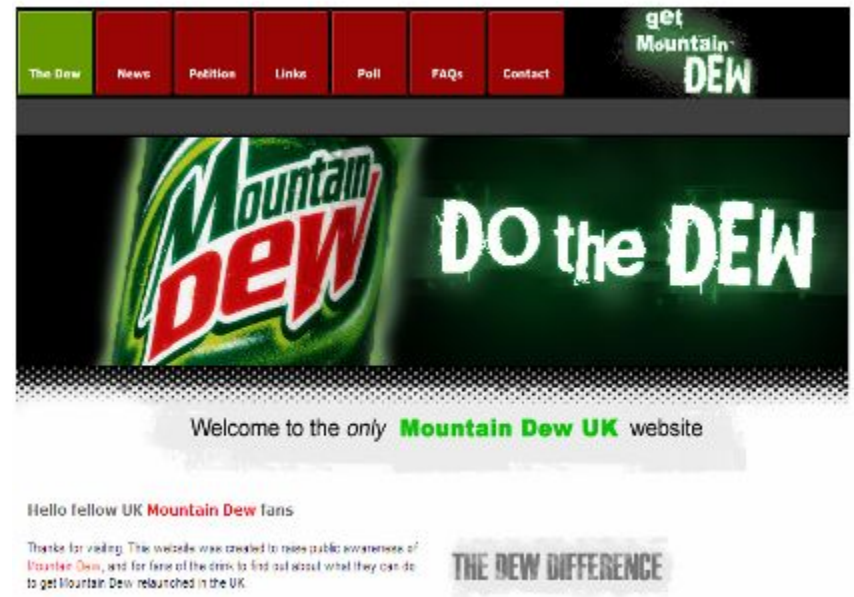 get
Mountain
DEW
The Dew News Petition Links Poll FAQs Contact
Mountain
Dew
Do the DEW
Welcome to the only Mountain Dew UK website
Hello fellow UK Mountain Dew fans
Thanks for visiting. This website was created to raise public awareness of
Mountain Dew, and for fans of the drink to find out about what they can do
to get Mountain Dew relaunched in the UK
THE DEW DIFFERENCE